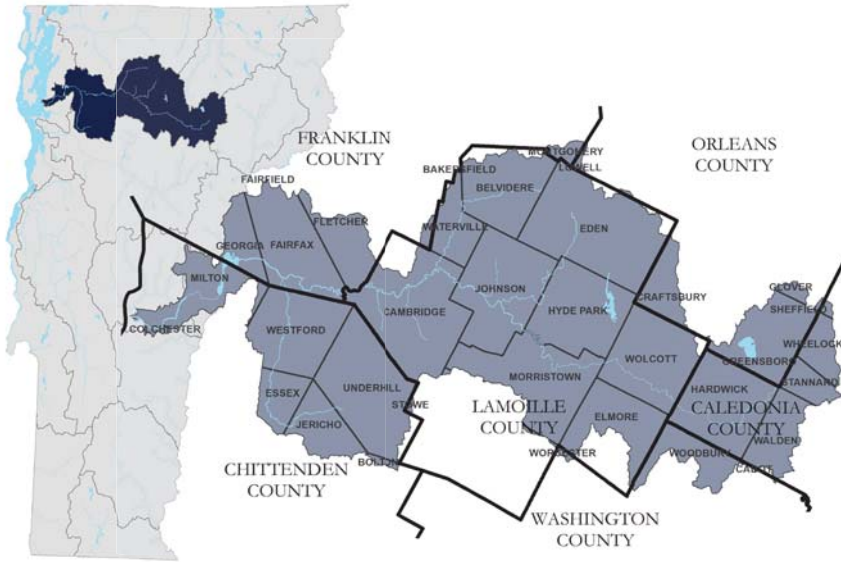 FRANKLIN
COUNTY
ORLEANS
COUNTY
MONTGOMERY
LOWELL
BAKERSFIELD
BELVIDERE
FAIRFIELD
FLETCHER
WATERVILLE
EDEN
GEORGIA
FAIRFAX
MILTON
JOHNSON
CRAFTSBURY
GLOVER
SHEFFIELD
HYDE PARK
CAMBRIDGE
COLCHESTER
WESTFORD
WHEELOCK
GREENSBORO
WOLCOTT
STANNARD
MORRISTOWN
HARDWICK
UNDERHILL
ESSEX
STOWE
LAMOILLE
COUNTY
CALEDONIA
COUNTY
ELMORE
JERICHO
WALDEN
WORCESTER
WOODBURY
BOLTON
CABOT
CHITTENDEN
COUNTY
WASHINGTON
COUNTY